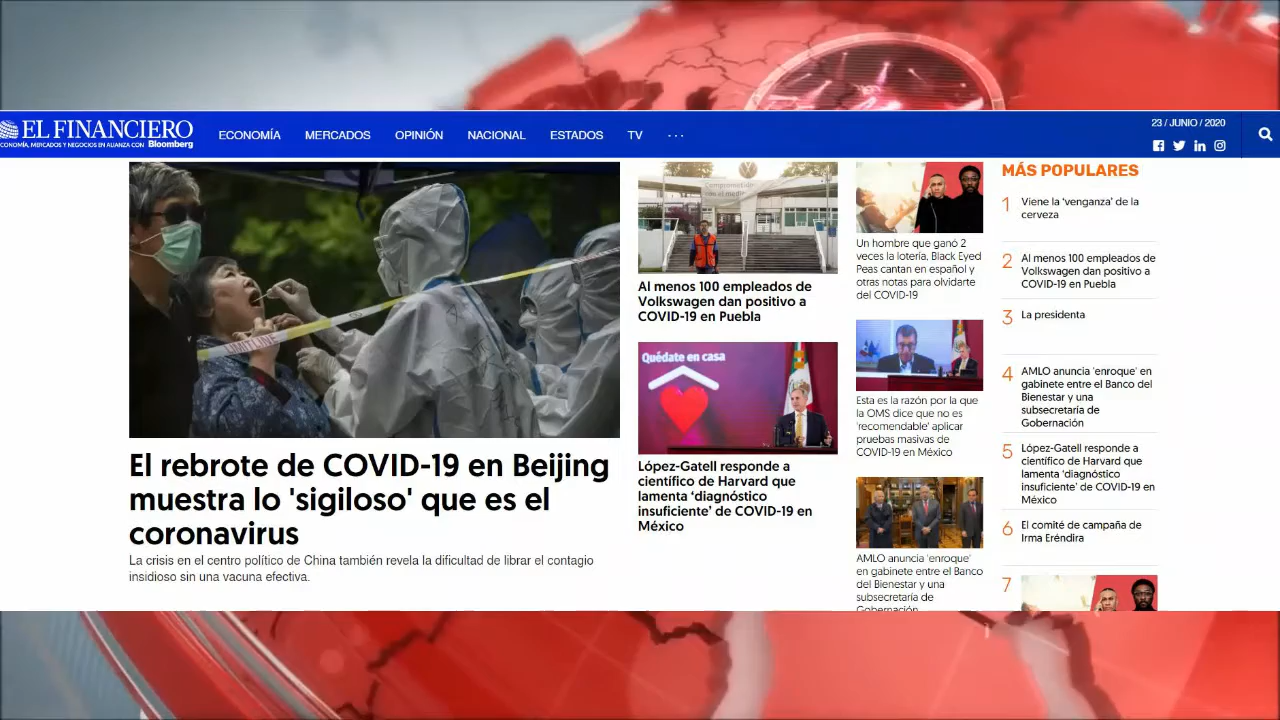 EL FINANCIERO
ECONOMÍA, MERCADOS Y NEGOCIOS EN ALIANZA CON Bloomberg
ECONOMÍA
MERCADOS
OPINIÓN
NACIONAL
ESTADOS
TV
...
23 / JUNIO / 2020
El rebrote de COVID-19 en Beijing
muestra lo 'sigiloso' que es el
coronavirus
La crisis en el centro político de China también revela la dificultad de librar el contagio
insidioso sin una vacuna efectiva.
Al menos 100 empleados de
Volkswagen dan positivo a
COVID-19 en Puebla
Quédate en casa
López-Gatell responde a
científico de Harvard que
lamenta ‘diagnóstico
insuficiente’ de COVID-19 en
México
Un hombre que ganó 2
veces la lotería, Black Eyed
Peas cantan en español y
otras notas para olvidarte
del COVID-19
Esta es la razón por la que
la OMS dice que no es
'recomendable' aplicar
pruebas masivas de
COVID-19 en México
AMLO anuncia 'enroque'
en gabinete entre el Banco
del Bienestar y una
subsecretaría de
Gobernación
MÁS POPULARES
1 Viene la ‘venganza’ de la
cerveza
2 Al menos 100 empleados de
Volkswagen dan positivo a
COVID-19 en Puebla
3 La presidenta
4 AMLO anuncia 'enroque' en
gabinete entre el Banco del
Bienestar y una
subsecretaría de
Gobernación
5 López-Gatell responde a
científico de Harvard que
lamenta ‘diagnóstico
insuficiente’ de COVID-19 en
México
6 El comité de campaña de
Irma Eréndira
7